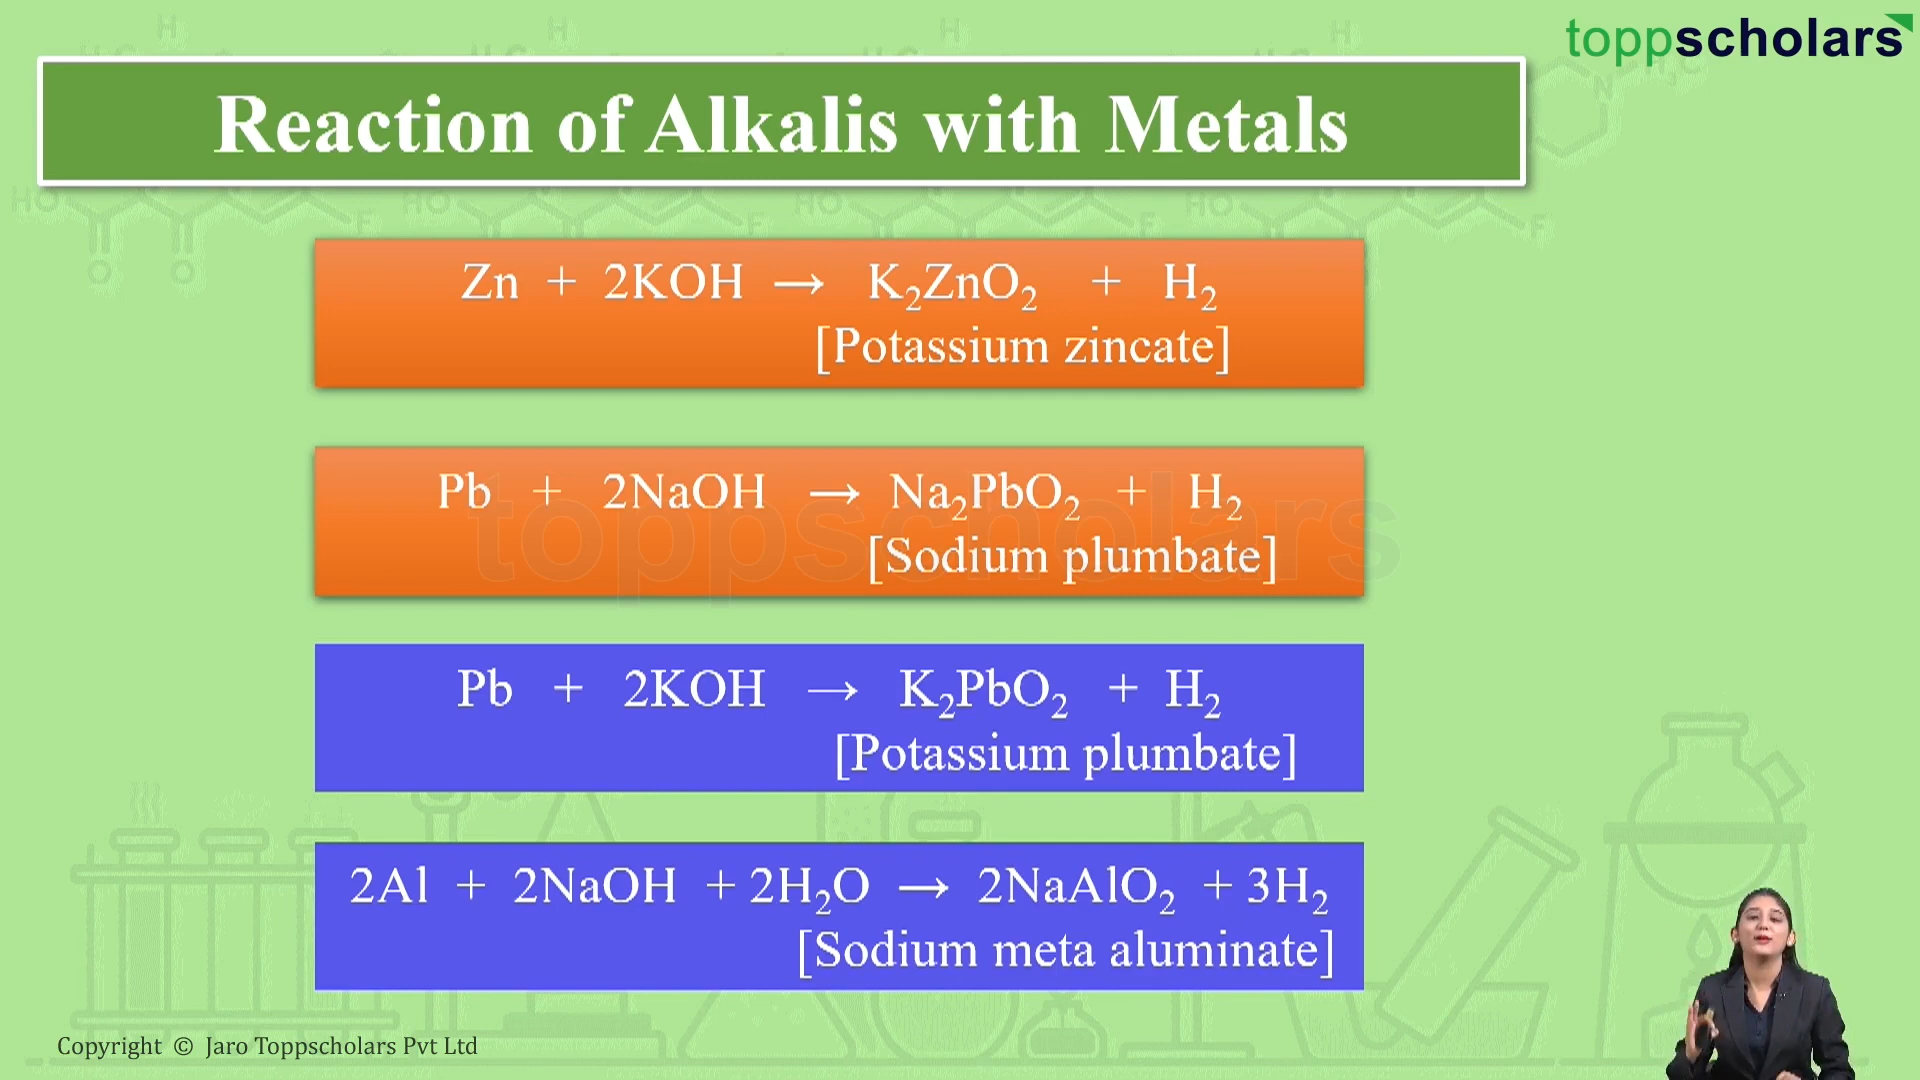 toppscholars
Reaction of Alkalis with Metals
Zn + 2KOH → K₂ZnO₂ + H₂
[Potassium zincate]
Pb + 2NaOH → Na₂PbO₂ + H₂
[Sodium plumbate]
toppscholars
Pb + 2KOH → K₂PbO₂ + H₂
[Potassium plumbate]
2Al + 2NaOH + 2H₂O → 2NaAlO₂ + 3H₂
[Sodium meta aluminate]
Copyright © Jaro Toppscholars Pvt Ltd